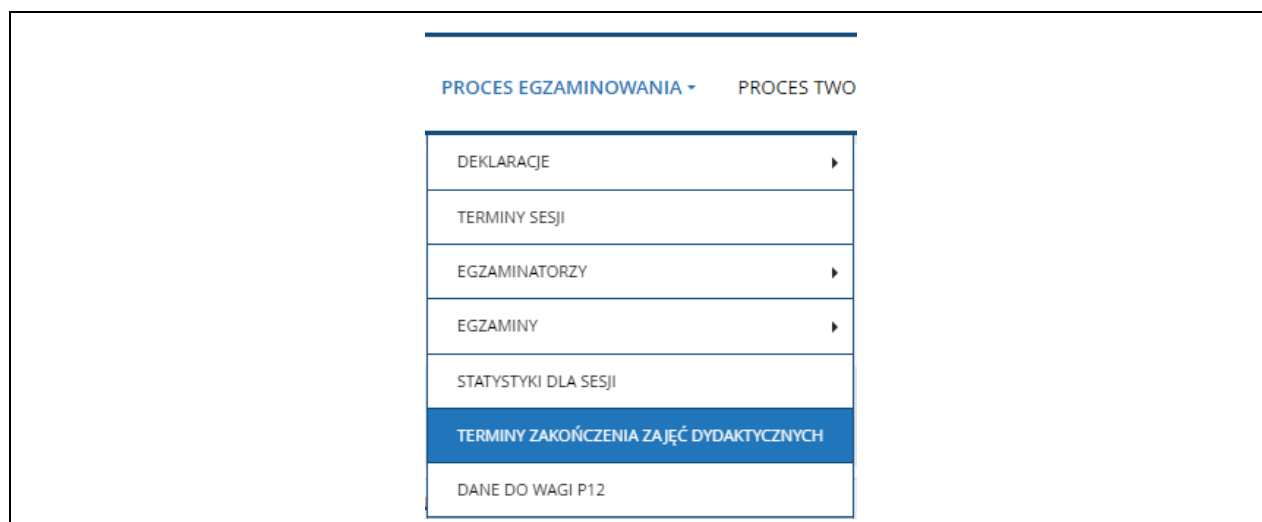 PROCES EGZAMINOWANIA PROCES TWO
DEKLARACJE
TERMINY SESJI
EGZAMINATORZY
EGZAMINY
STATYSTYKI DLA SESJI
TERMINY ZAKOŃCZENIA ZAJĘĆ DYDAKTYCZNYCH
DANE DO WAGI P12